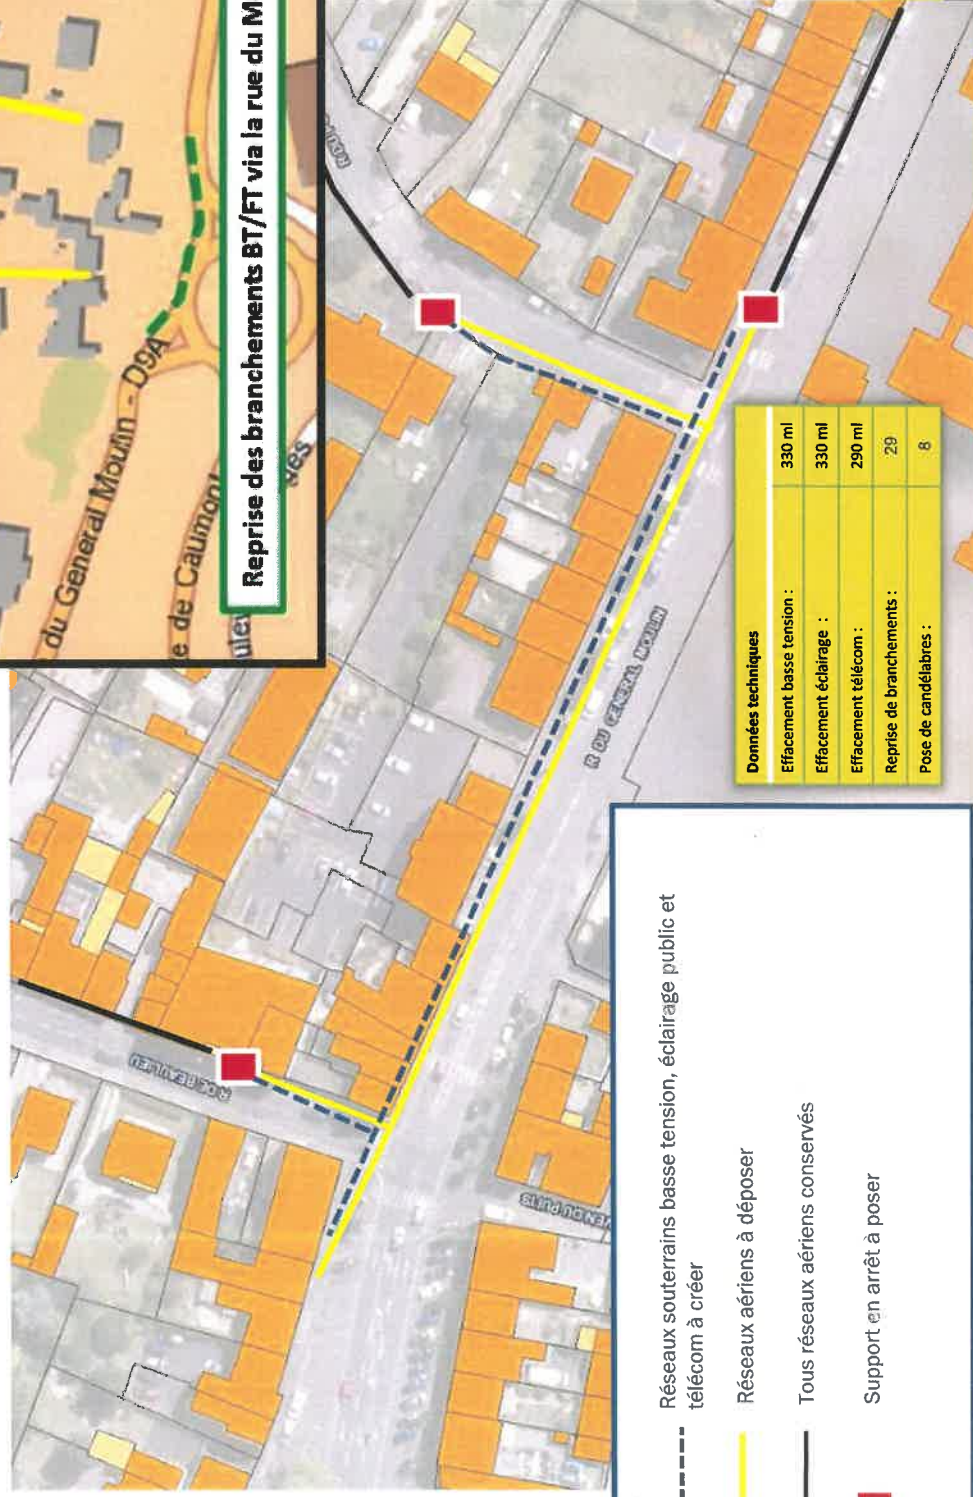 du General Moulin - D9A
e de Caumont
Reprise des branchements BT/FT via la rue du M
R DE BEAULIEU
R DU GENERAL MOULIN
VEN DU PUITS
Données techniques
Effacement basse tension : 330 ml
Effacement éclairage : 330 ml
Effacement télécom : 290 ml
Reprise de branchements : 29
Pose de candélabres : 8
Réseaux souterrains basse tension, éclairage public et
télécom à créer
Réseaux aériens à déposer
Tous réseaux aériens conservés
Support en arrêt à poser